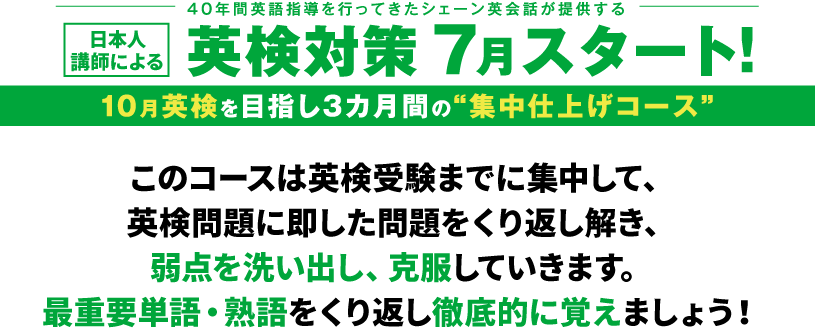 40年間英語指導を行ってきたシェーン英会話が提供する
日本人
講師による
英検対策 7月スタート!
10月英検を目指し3カ月間の“集中仕上げコース”
このコースは英検受験までに集中して、
英検問題に即した問題をくり返し解き、
弱点を洗い出し、克服していきます。
最重要単語・熟語をくり返し徹底的に覚えましょう!